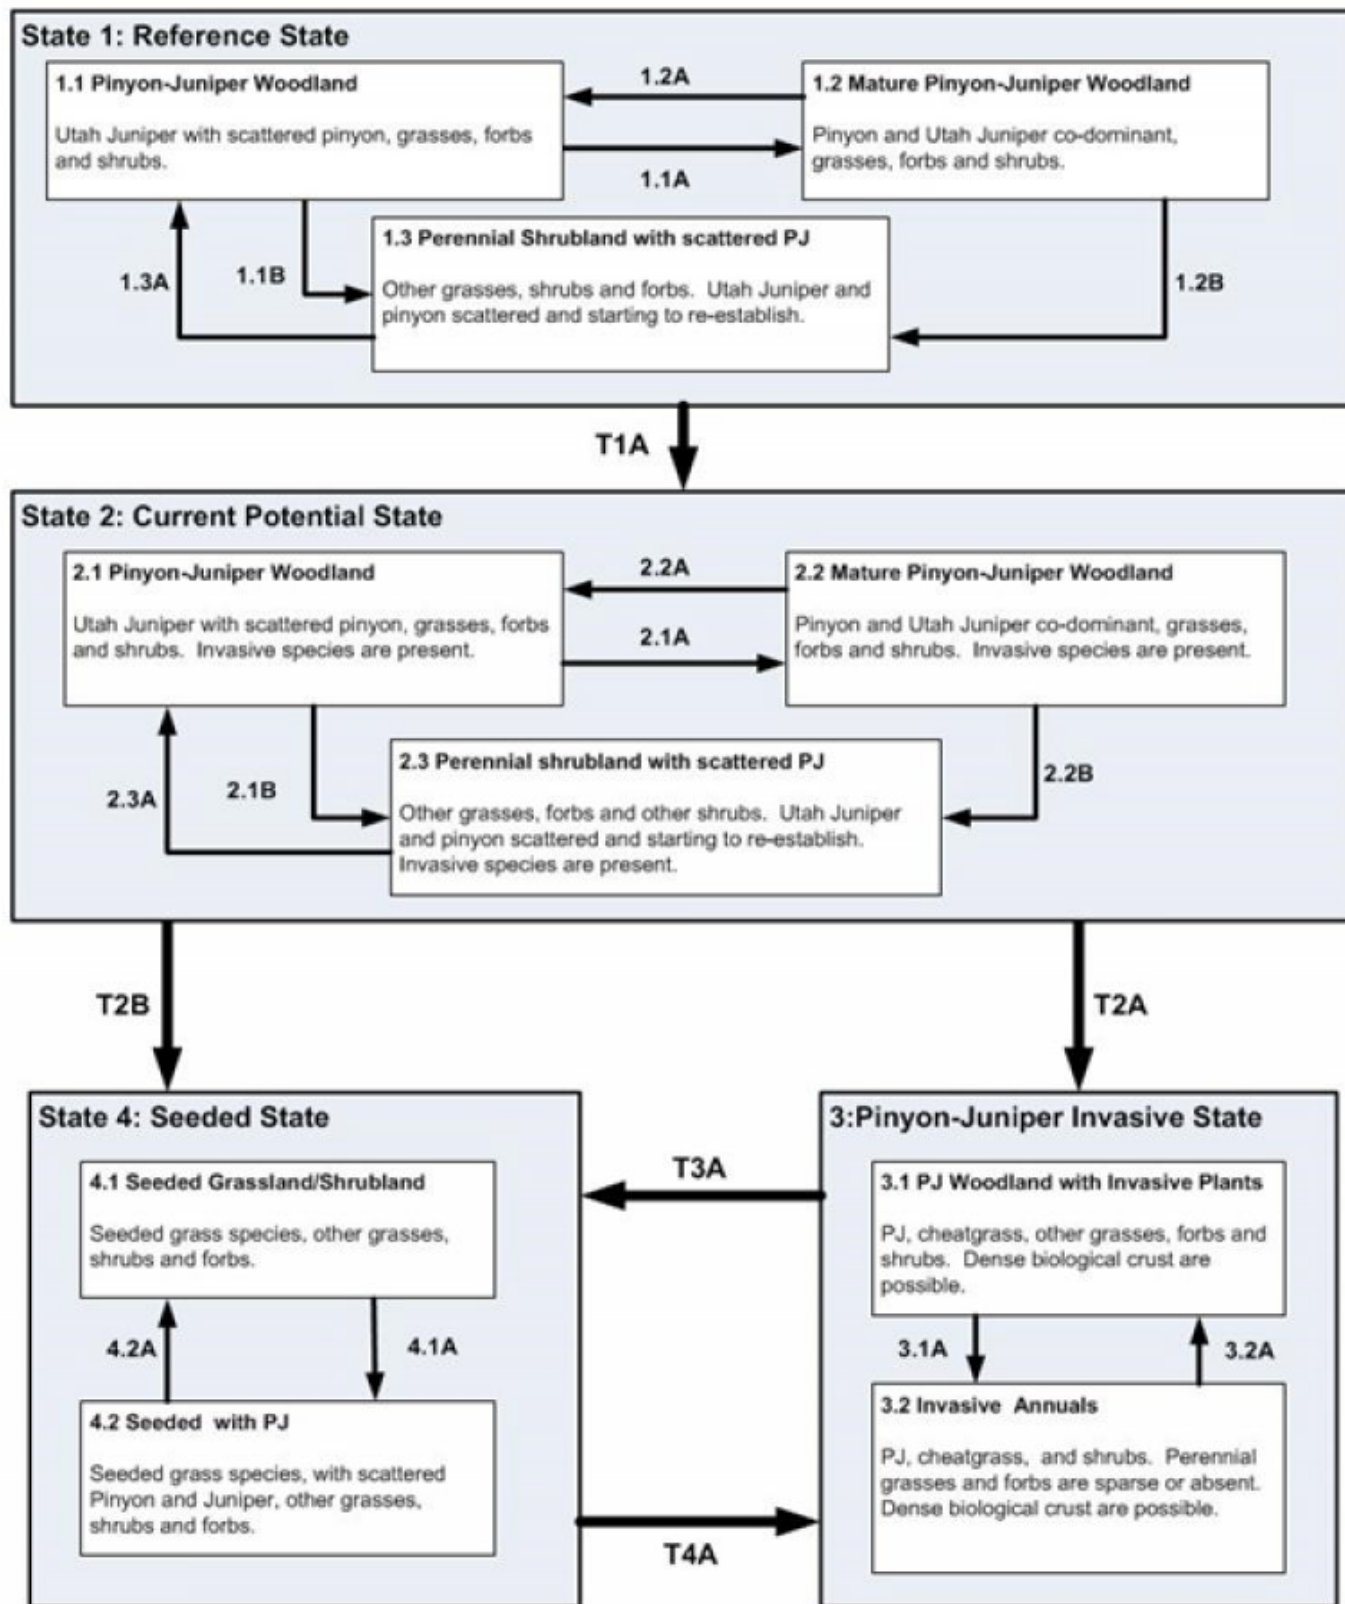 State 1: Reference State
1.1 Pinyon-Juniper Woodland
Utah Juniper with scattered pinyon, grasses, forbs
and shrubs.
1.2A
1.1A
1.2 Mature Pinyon-Juniper Woodland
Pinyon and Utah Juniper co-dominant,
grasses, forbs and shrubs.
1.3A
1.1B
1.3 Perennial Shrubland with scattered PJ
Other grasses, shrubs and forbs. Utah Juniper and
pinyon scattered and starting to re-establish.
1.2B
T1A
State 2: Current Potential State
2.1 Pinyon-Juniper Woodland
Utah Juniper with scattered pinyon, grasses, forbs
and shrubs. Invasive species are present.
2.2A
2.1A
2.2 Mature Pinyon-Juniper Woodland
Pinyon and Utah Juniper co-dominant, grasses,
forbs and shrubs. Invasive species are present.
2.3A
2.1B
2.3 Perennial shrubland with scattered PJ
Other grasses, forbs and other shrubs. Utah Juniper
and pinyon scattered and starting to re-establish.
Invasive species are present.
2.2B
T2B
T2A
State 4: Seeded State
4.1 Seeded Grassland/Shrubland
Seeded grass species, other grasses,
shrubs and forbs.
4.2A
4.1A
4.2 Seeded with PJ
Seeded grass species, with scattered
Pinyon and Juniper, other grasses,
shrubs and forbs.
T3A
T4A
3:Pinyon-Juniper Invasive State
3.1 PJ Woodland with Invasive Plants
PJ, cheatgrass, other grasses, forbs and
shrubs. Dense biological crust are
possible.
3.1A
3.2A
3.2 Invasive Annuals
PJ, cheatgrass, and shrubs. Perennial
grasses and forbs are sparse or absent.
Dense biological crust are possible.